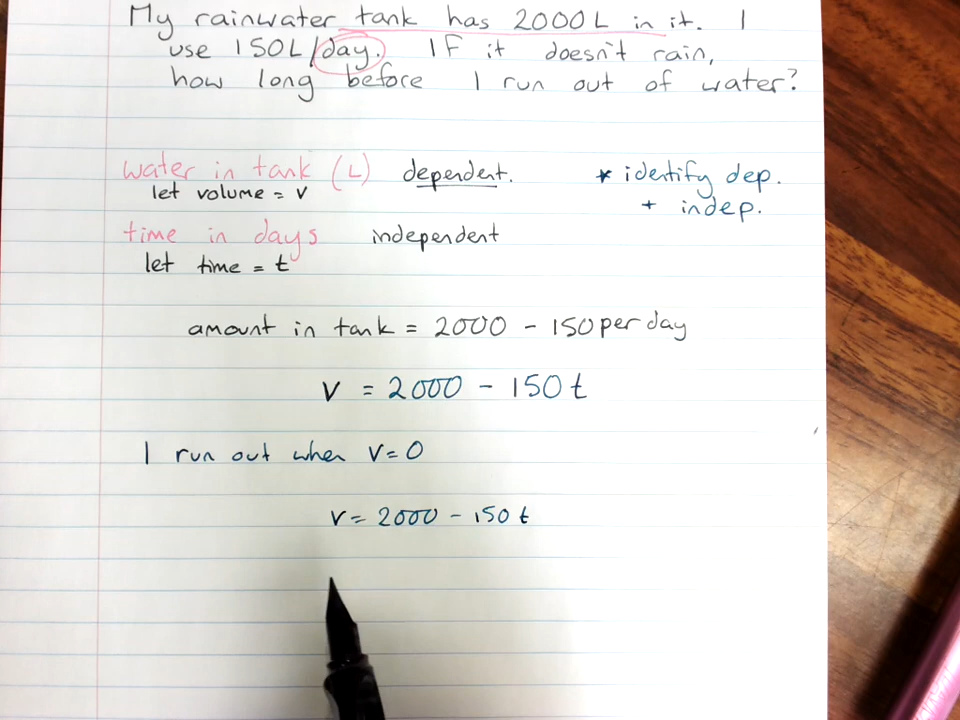 My rainwater tank has 2000L in it. I
use 150L/day. IF it doesn't rain,
how long before I run out of water?
water in tank (L) dependent. * identify dep.
let volume = v + indep.
time in days independent
let time = t
amount in tank = 2000 - 150 per day
V = 2000 - 150t
I run out when V=0
V= 2000 - 150t